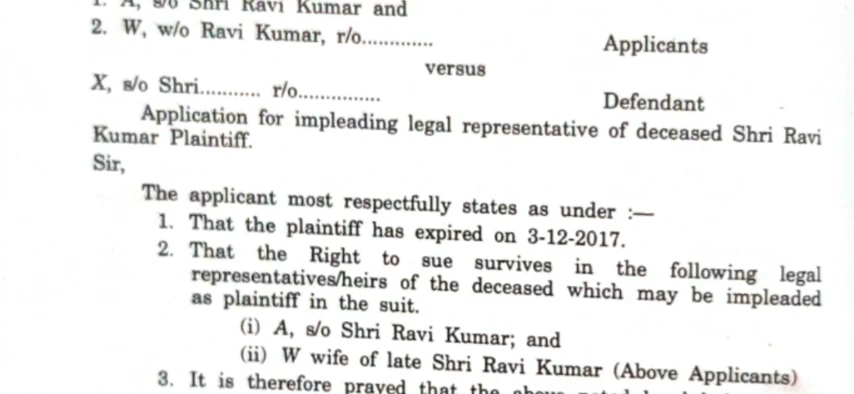 1. A, s/o Shri Ravi Kumar and
2. W, w/o Ravi Kumar, r/o.............
Applicants
versus
X, s/o Shri........... r/o...............
Defendant
Application for impleading legal representative of deceased Shri Ravi
Kumar Plaintiff.
Sir,
The applicant most respectfully states as under :—
1. That the plaintiff has expired on 3-12-2017.
2. That the Right to sue survives in the following legal
representatives/heirs of the deceased which may be impleaded
as plaintiff in the suit.
(i) A, s/o Shri Ravi Kumar; and
(ii) W wife of late Shri Ravi Kumar (Above Applicants)
3. It is therefore prayed that the above